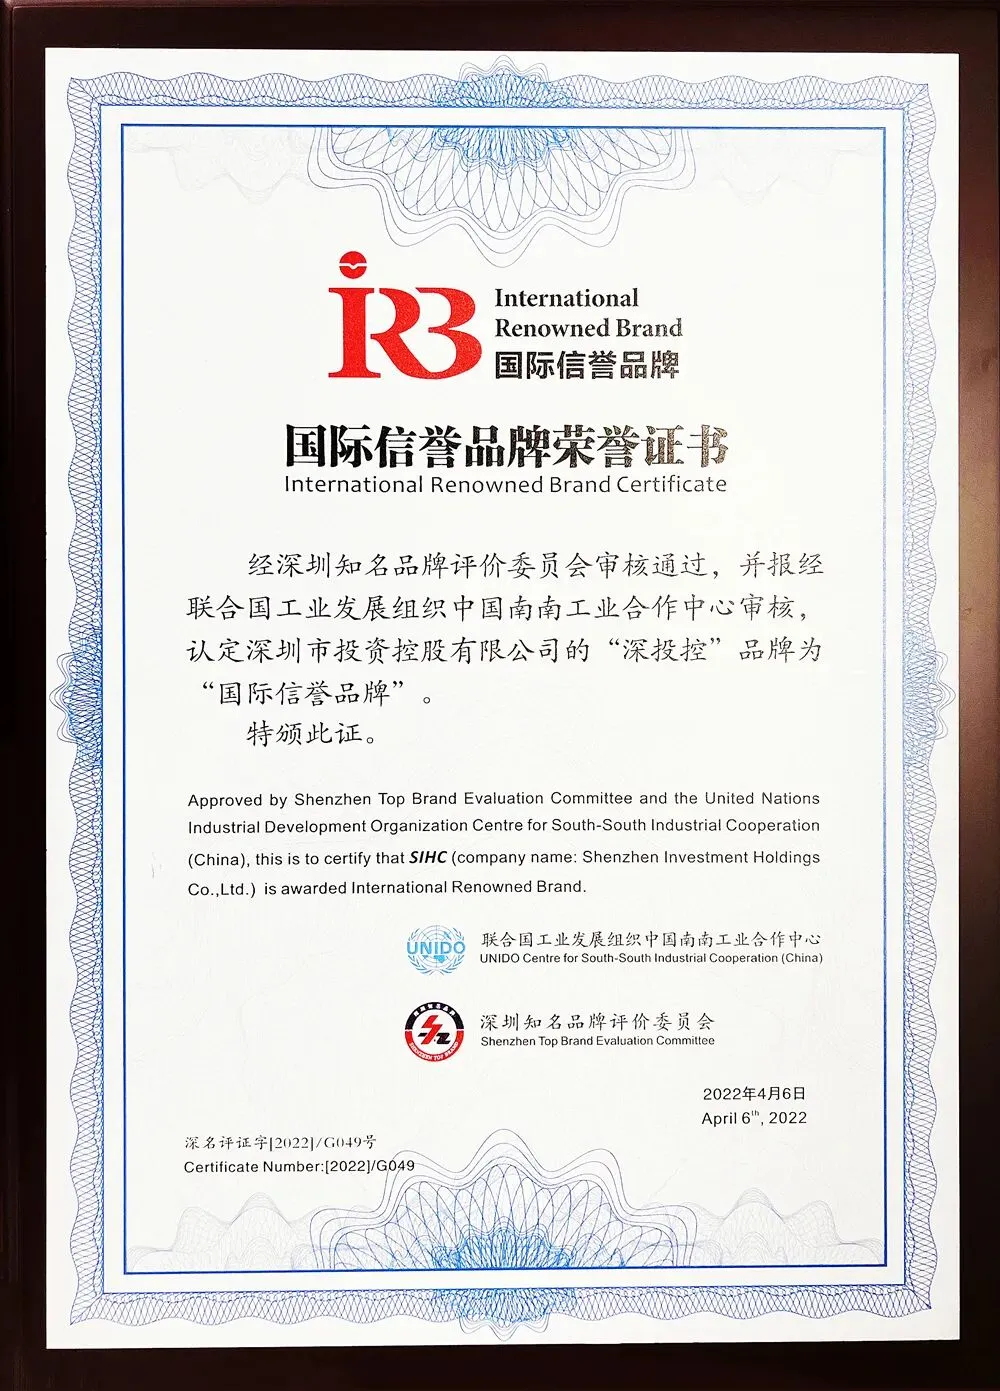 iRB
International
Renowned Brand
国际信誉品牌
国际信誉品牌荣誉证书
International Renowned Brand Certificate
经深圳知名品牌评价委员会审核通过，并报经
联合国工业发展组织中国南南工业合作中心审核，
认定深圳市投资控股有限公司的“深投控”品牌为
“国际信誉品牌”。
特颁此证。
Approved by Shenzhen Top Brand Evaluation Committee and the United Nations
Industrial Development Organization Centre for South-South Industrial Cooperation
(China), this is to certify that SIHC (company name: Shenzhen Investment Holdings
Co.,Ltd.) is awarded International Renowned Brand.
UNIDO
联合国工业发展组织中国南南工业合作中心
UNIDO Centre for South-South Industrial Cooperation (China)
SHENZHEN TOP BRAND
深圳知名品牌评价委员会
Shenzhen Top Brand Evaluation Committee
2022年4月6日
April 6th, 2022
深名评证字[2022]/G049号
Certificate Number:[2022]/G049